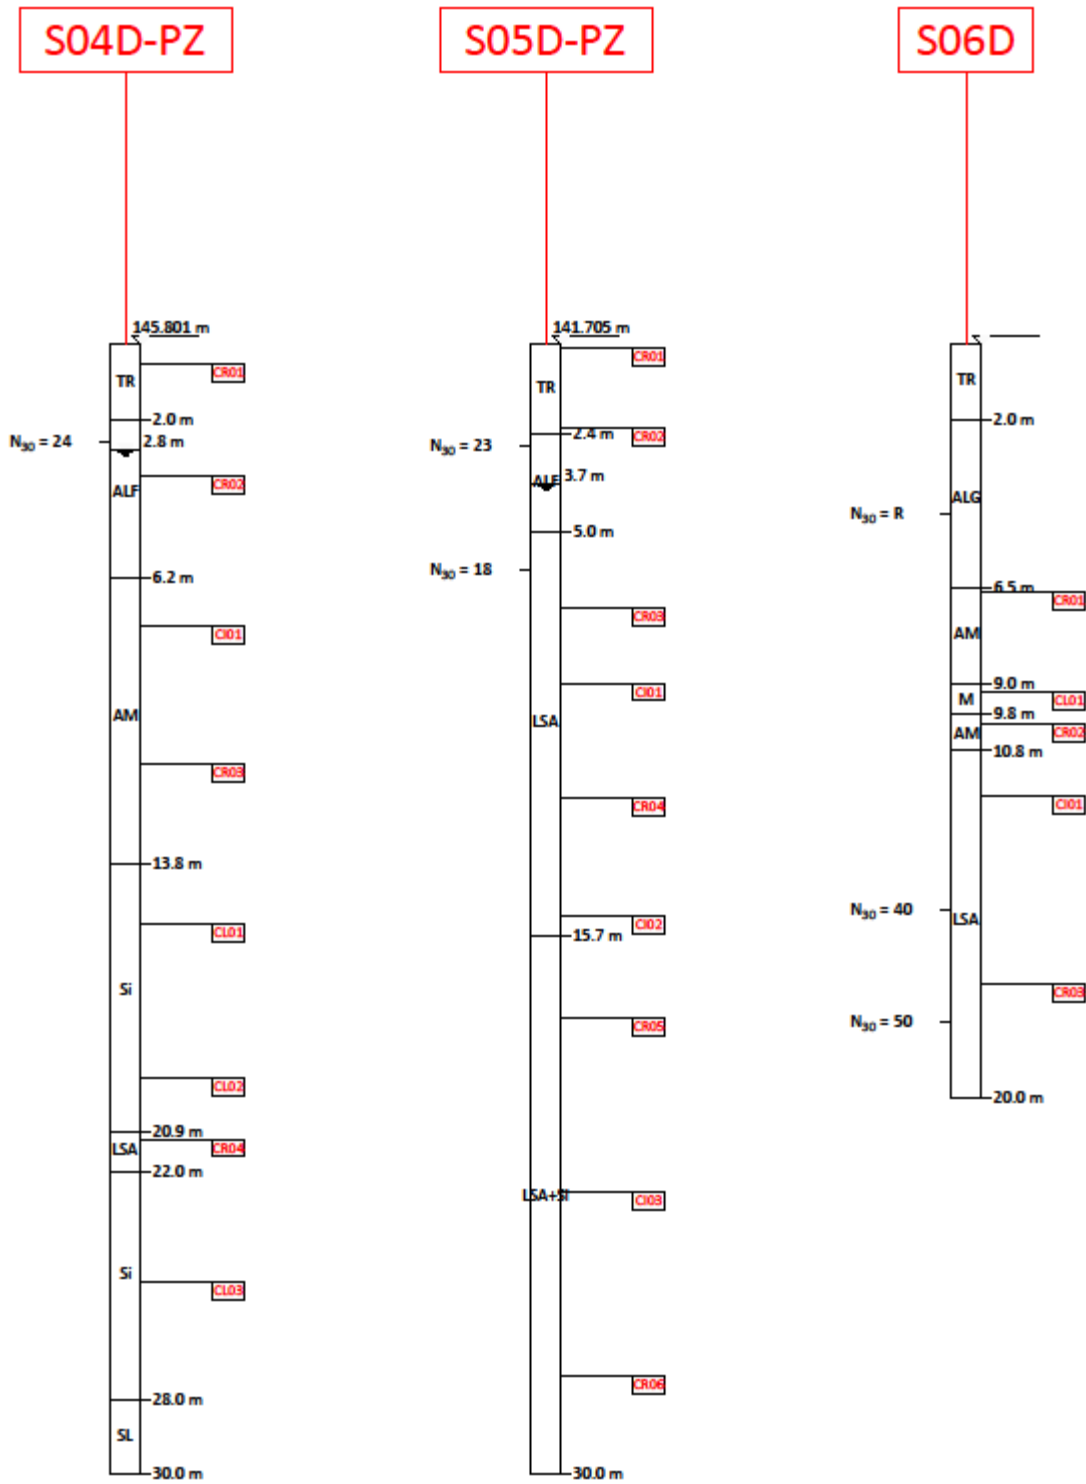 S04D-PZ
145.801 m
TR
CR01
2.0 m
N30 = 24
2.8 m
CR02
ALF
6.2 m
CI01
AM
CR03
13.8 m
CL01
Si
CL02
20.9 m
LSA
CR04
22.0 m
Si
CL03
28.0 m
SL
30.0 m
S05D-PZ
141.705 m
CR01
TR
2.4 m
CR02
N30 = 23
3.7 m
ALF
5.0 m
N30 = 18
CR03
CI01
LSA
CR04
CI02
15.7 m
CR05
LSA+Si
CI03
CR06
30.0 m
S06D
TR
2.0 m
ALG
N30 = R
6.5 m
CR01
AM
9.0 m
M
CL01
9.8 m
AM
CR02
10.8 m
CI01
N30 = 40
LSA
CR03
N30 = 50
20.0 m